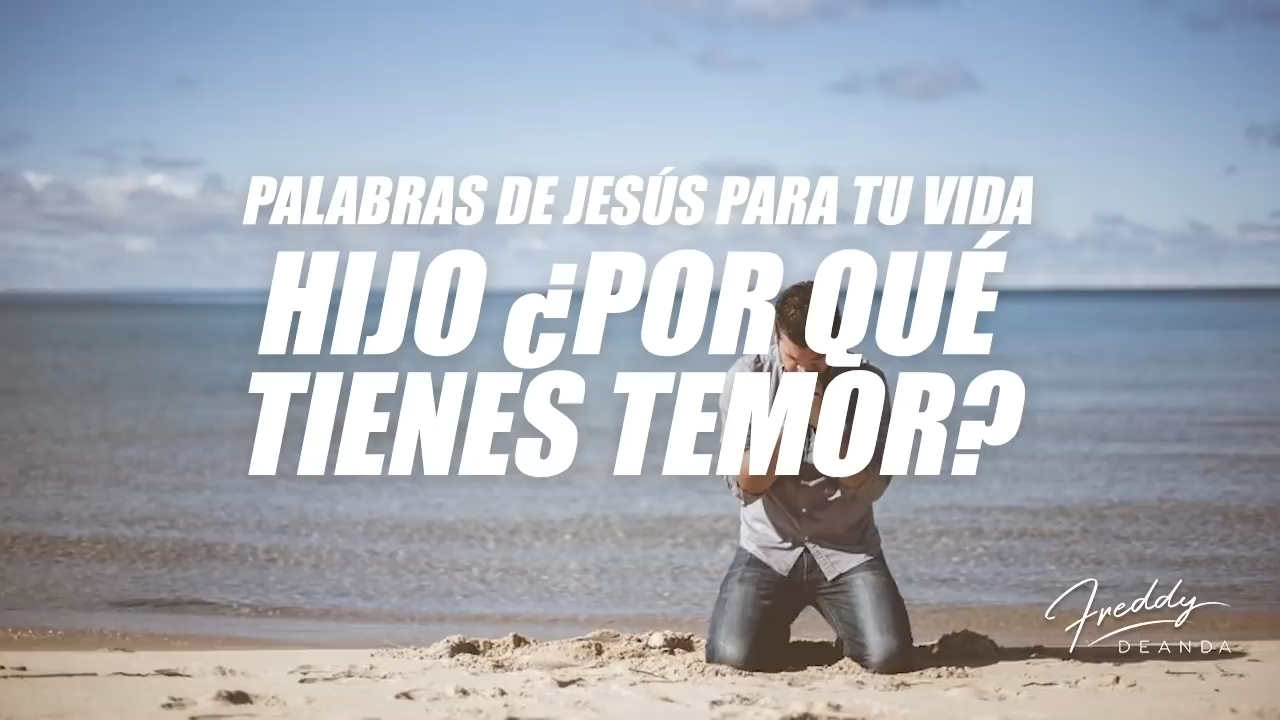 PALABRAS DE JESÚS PARA TU VIDA
HIJO ¿POR QUÉ
TIENES TEMOR?
Freddy
DEANDA